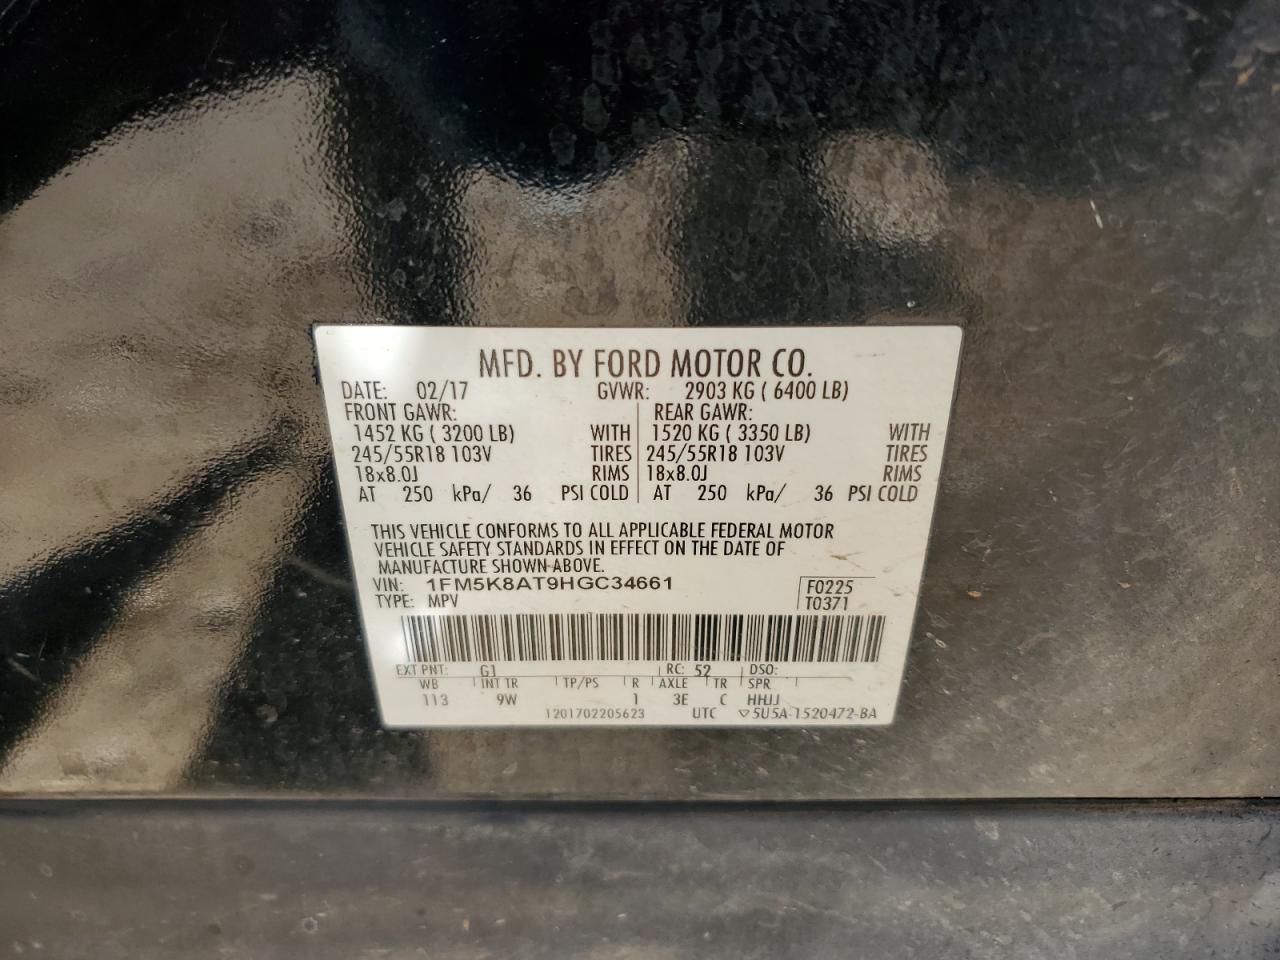 MFD. BY FORD MOTOR CO.
DATE: 02/17 GVWR: 2903 KG ( 6400 LB)
FRONT GAWR: REAR GAWR:
1452 KG ( 3200 LB) WITH 1520 KG ( 3350 LB) WITH
245/55R18 103V TIRES 245/55R18 103V TIRES
18x8.0J RIMS 18x8.0J RIMS
AT 250 kPa/ 36 PSI COLD AT 250 kPa/ 36 PSI COLD
THIS VEHICLE CONFORMS TO ALL APPLICABLE FEDERAL MOTOR
VEHICLE SAFETY STANDARDS IN EFFECT ON THE DATE OF
MANUFACTURE SHOWN ABOVE.
VIN: 1FM5K8AT9HGC34661 F0225
TYPE: MPV T0371
EXT PNT: G1 RC: 52 DSO:
WB INT TR TP/PS R AXLE TR SPR
113 9W 1 3E C HHJJ
1201702205623 UTC ▽5U5A-1520472-BA